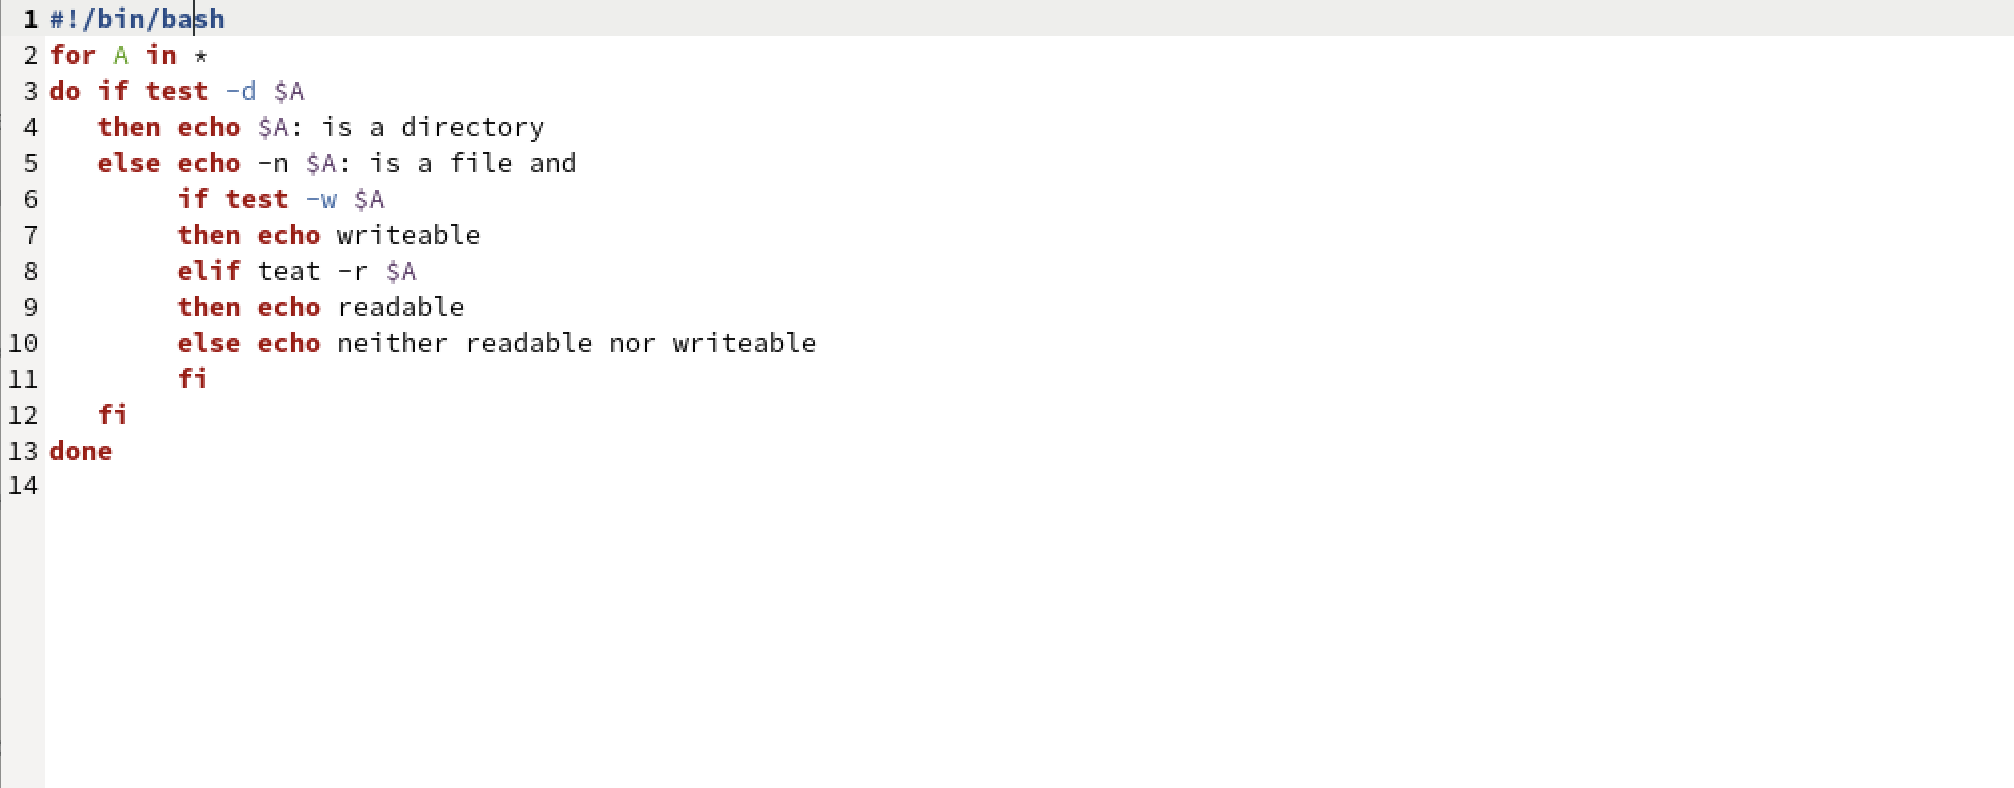 1 #!/bin/bash
2 for A in *
3 do if test -d $A
4    then echo $A: is a directory
5    else echo -n $A: is a file and
6         if test -w $A
7         then echo writeable
8         elif teat -r $A
9         then echo readable
10         else echo neither readable nor writeable
11         fi
12    fi
13 done
14